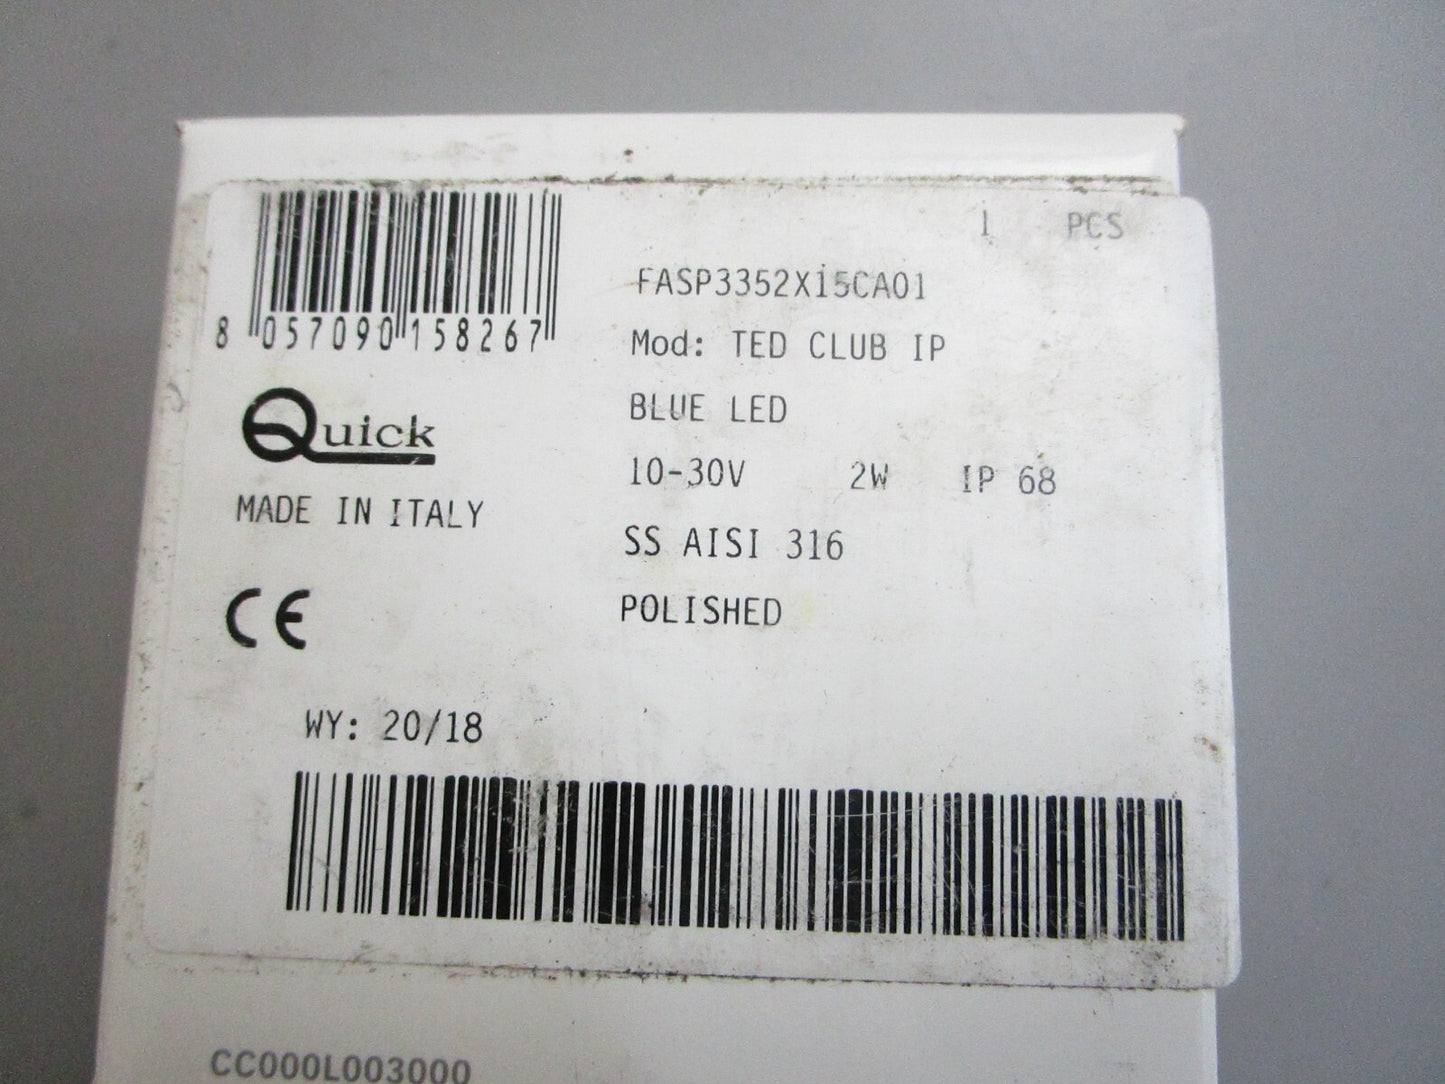 1 PCS
8 057090 158267
FASP3352X15CA01
Mod: TED CLUB IP
BLUE LED
Quick
10-30V 2W IP 68
MADE IN ITALY
SS AISI 316
CE
POLISHED
WY: 20/18
CC000L003000